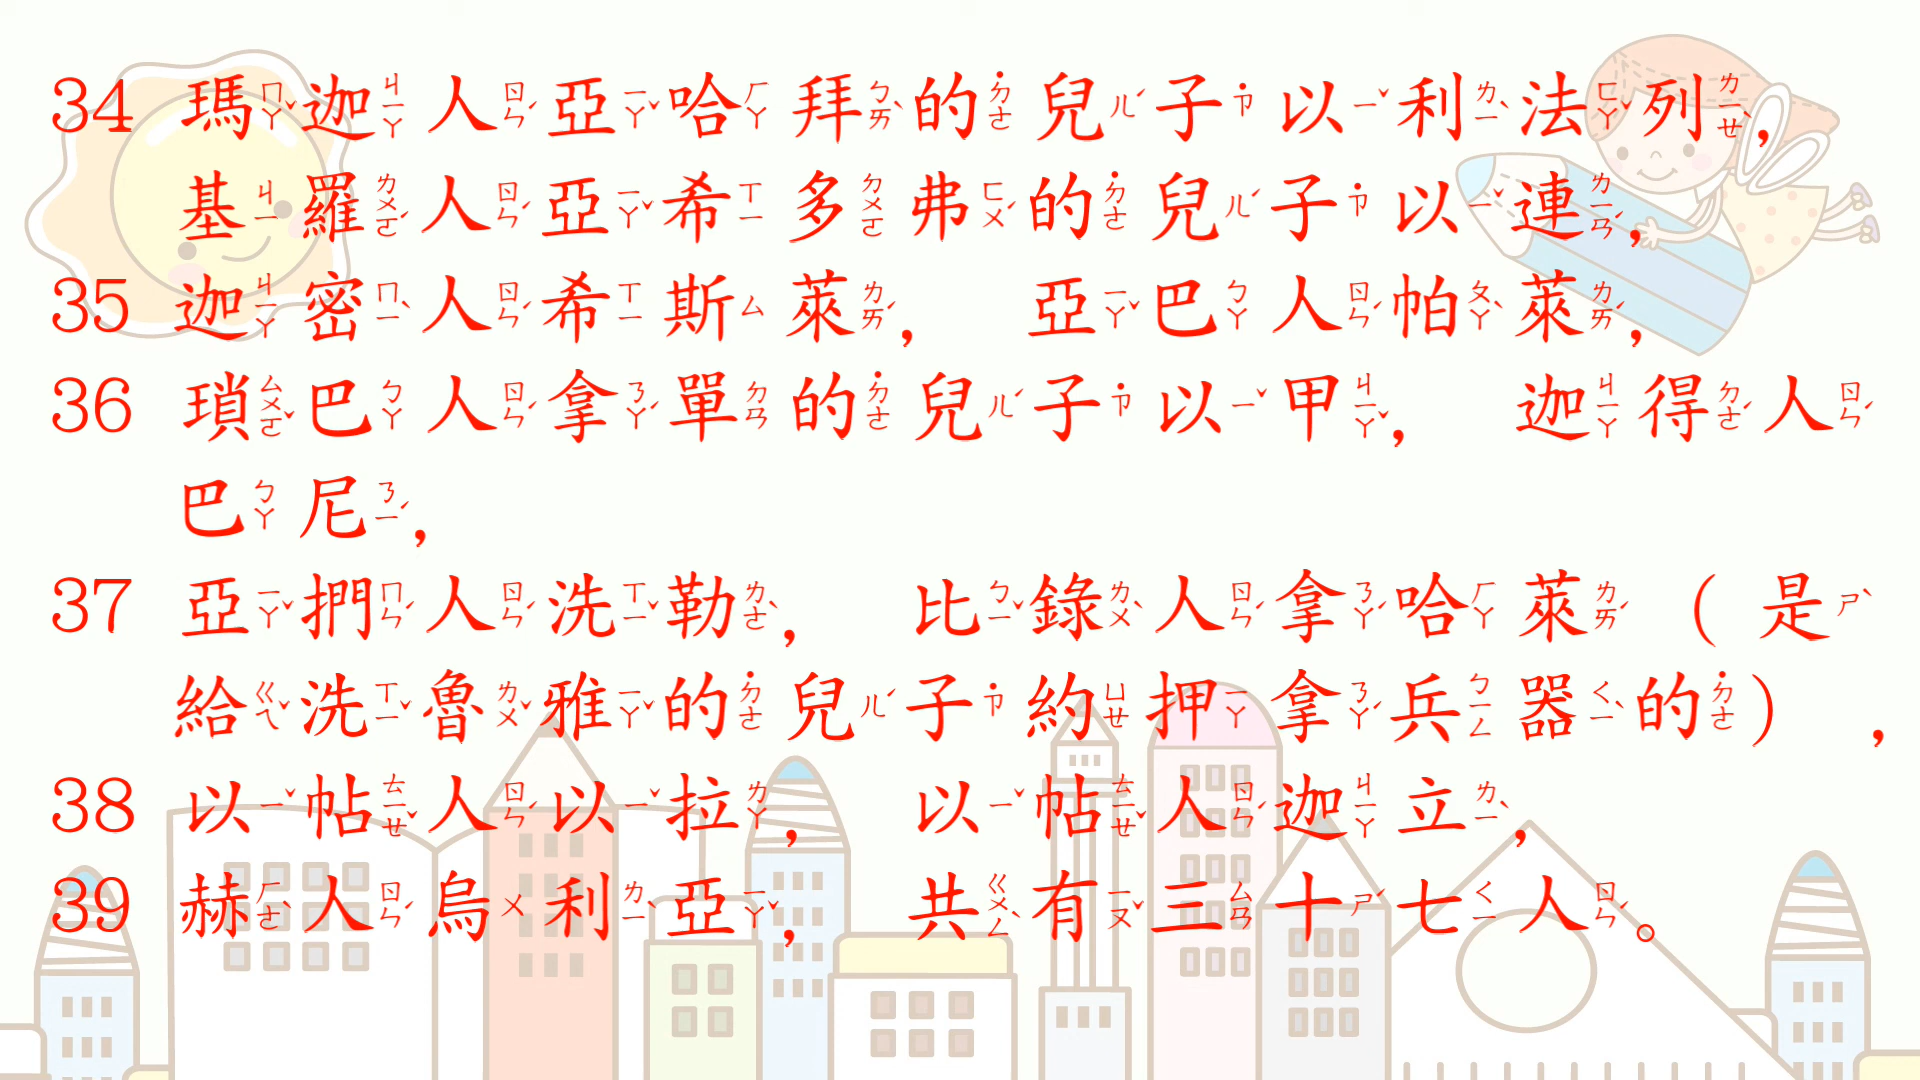 34 瑪迦人亞哈拜的兒子以利法列，
基羅人亞希多弗的兒子以連，
35 迦密人希斯萊，亞巴人帕萊，
36 瑣巴人拿單的兒子以甲，迦得人
巴尼，
37 亞捫人洗勒，比錄人拿哈萊（是
給洗魯雅的兒子約押拿兵器的），
38 以帖人以拉，以帖人迦立，
39 赫人烏利亞，共有三十七人。